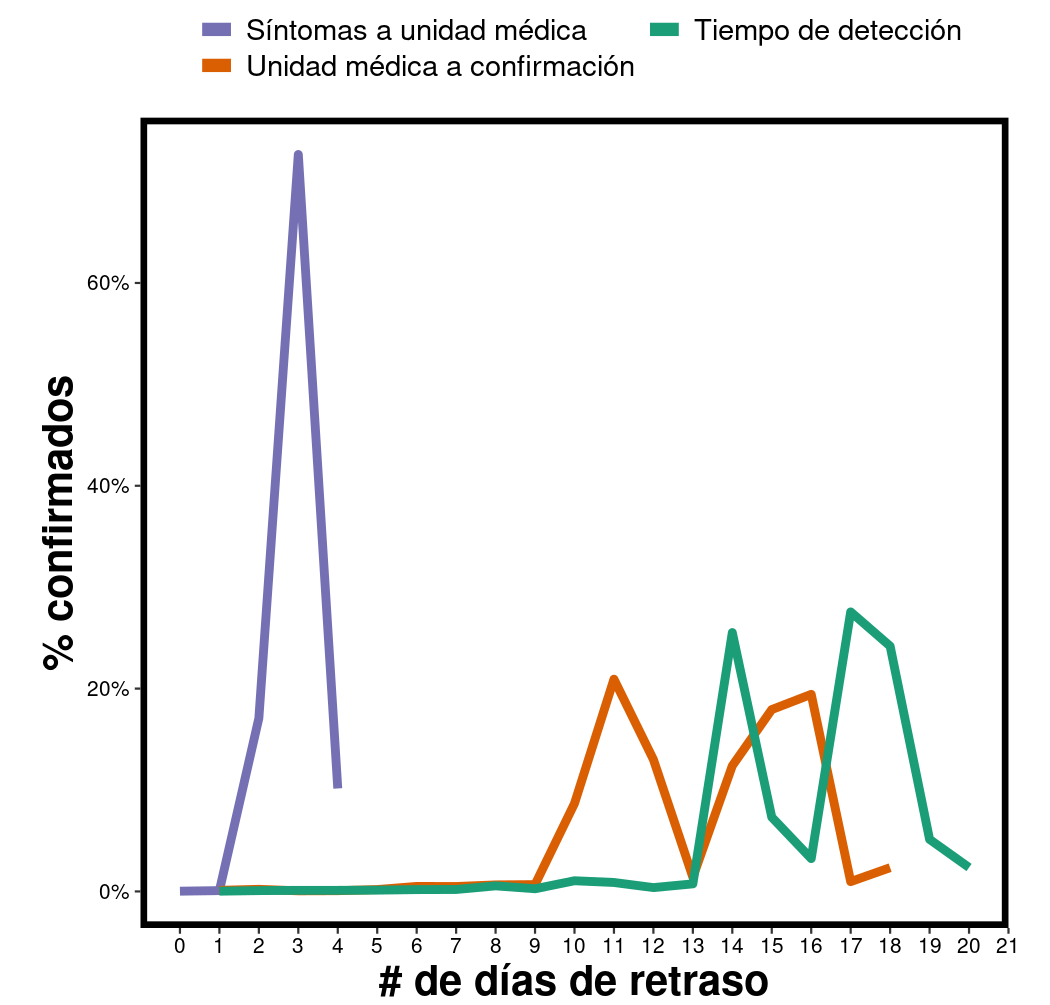 Síntomas a unidad médica
Tiempo de detección
Unidad médica a confirmación
% confirmados
60%
40%
20%
0%
0 1 2 3 4 5 6 7 8 9 10 11 12 13 14 15 16 17 18 19 20 21
# de días de retraso